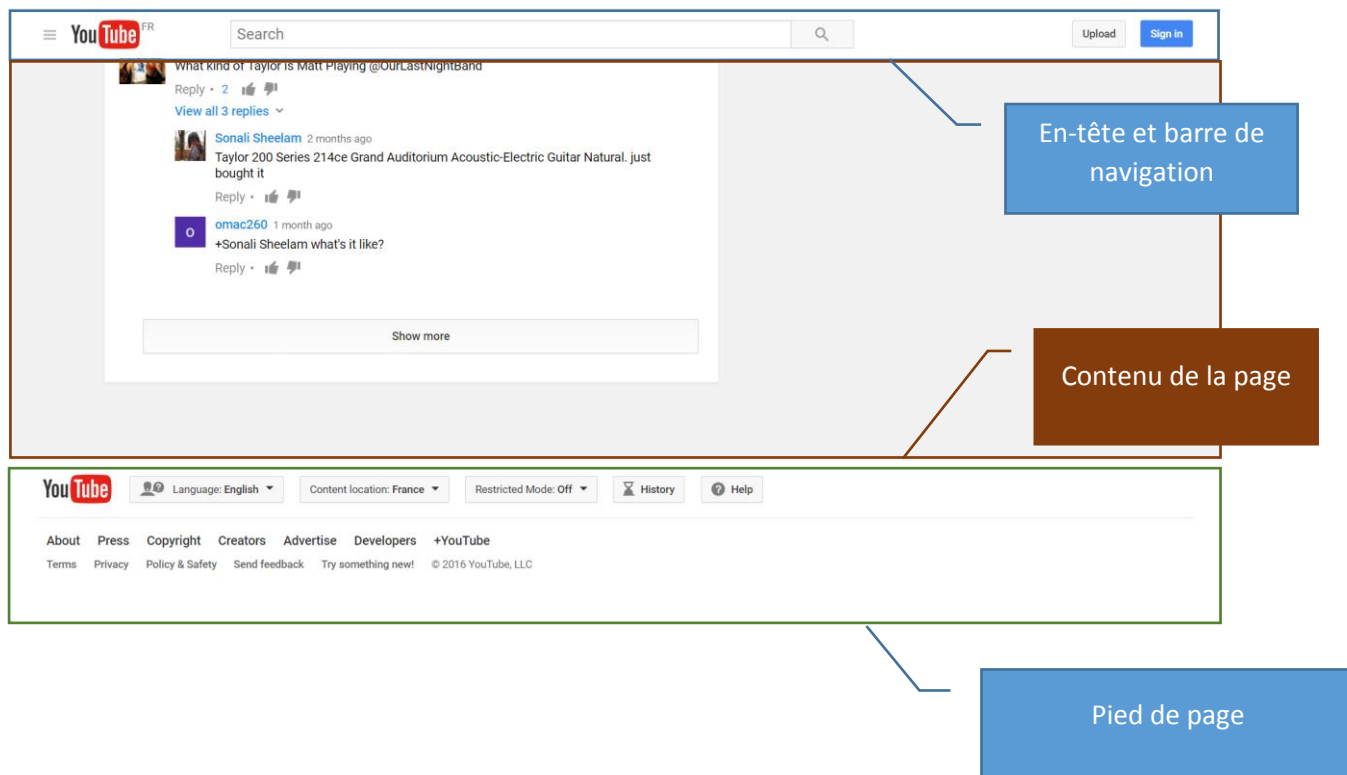 YouTube FR Search Upload Sign in
What kind of Taylor is Matt Playing @OurLastNightBand
Reply • 2
View all 3 replies
Sonali Sheelam 2 months ago
Taylor 200 Series 214ce Grand Auditorium Acoustic-Electric Guitar Natural. just
bought it
Reply •
O
omac260 1 month ago
+Sonali Sheelam what's it like?
Reply •
Show more
En-tête et barre de
navigation
Contenu de la page
YouTube Language: English Content location: France Restricted Mode: Off History Help
About Press Copyright Creators Advertise Developers +YouTube
Terms Privacy Policy & Safety Send feedback Try something new! © 2016 YouTube, LLC
Pied de page